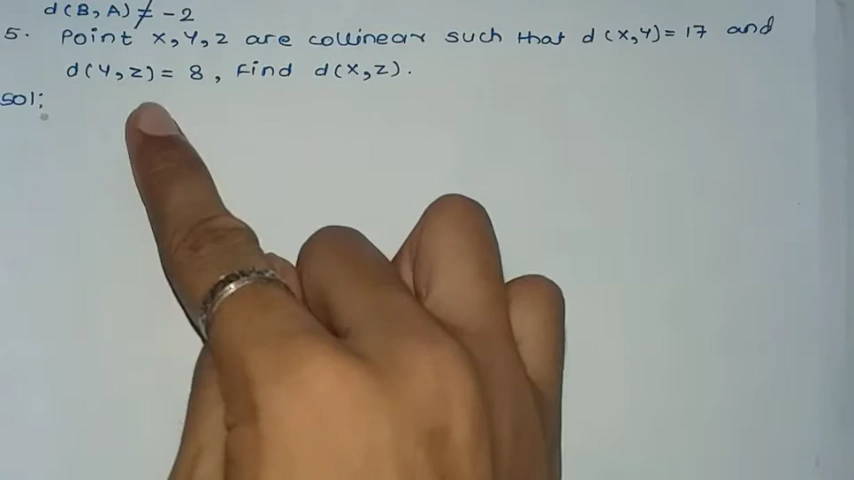 d(B, A) ≠ -2
5. Point x, y, z are collinear such that d(x,y) = 17 and
d(y,z) = 8, Find d(x,z).
sol;